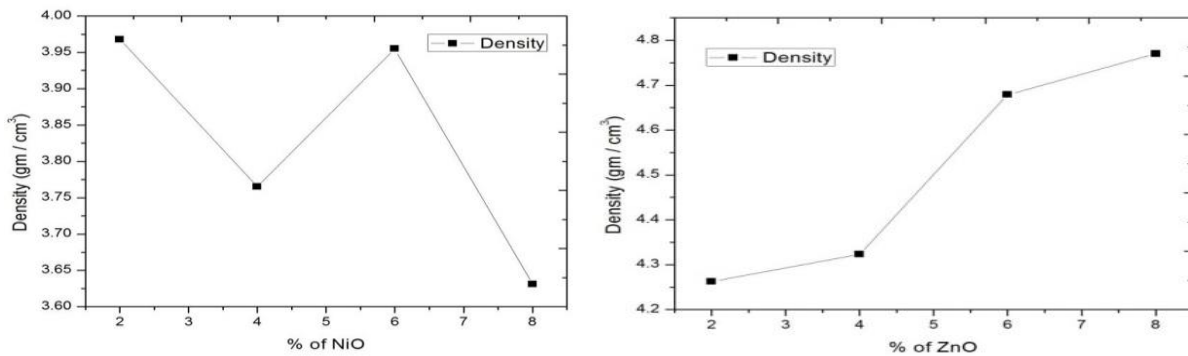 4.00
3.95
3.90
3.85
3.80
3.75
3.70
3.65
3.60
Density (gm / cm³)
Density
2 3 4 5 6 7 8
% of NiO
4.8
4.7
4.6
4.5
4.4
4.3
4.2
Density (gm / cm³)
Density
2 3 4 5 6 7 8
% of ZnO